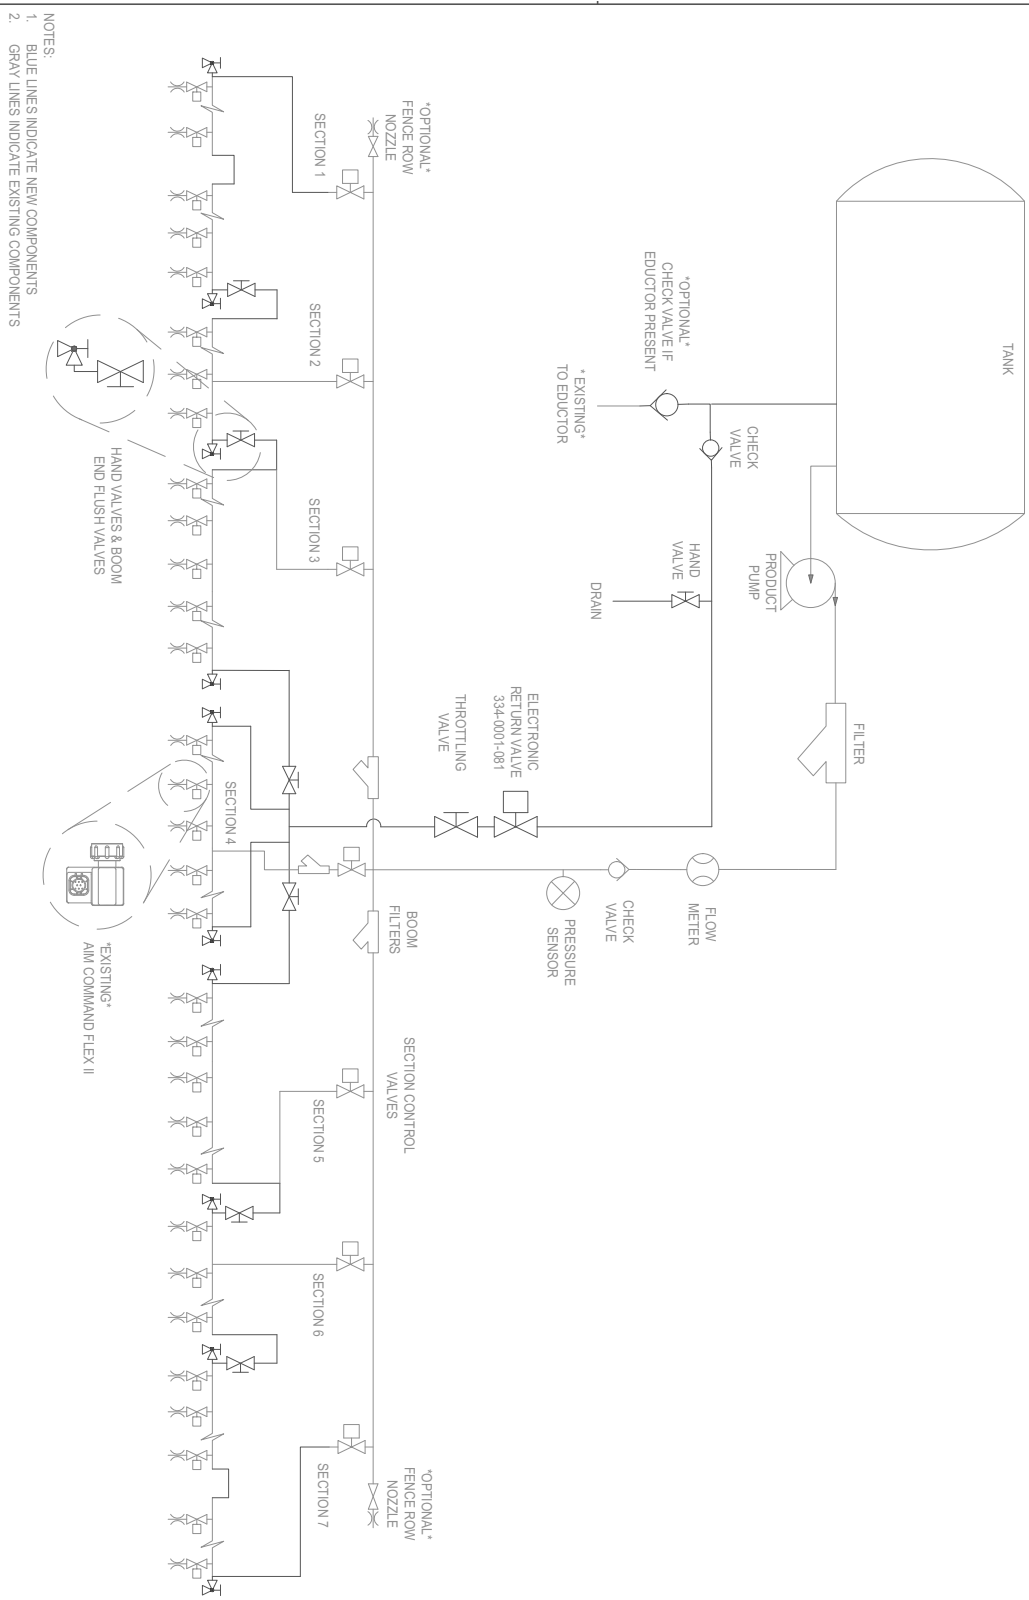 TANK
*OPTIONAL*
CHECK VALVE IF
EDUCTOR PRESENT
* EXISTING*
TO EDUCTOR
CHECK
VALVE
HAND
VALVE
DRAIN
PRODUCT
PUMP
FILTER
FLOW
METER
CHECK
VALVE
PRESSURE
SENSOR
ELECTRONIC
RETURN VALVE
334-0001-081
THROTTLING
VALVE
*OPTIONAL*
FENCE ROW
NOZZLE
BOOM
FILTERS
SECTION CONTROL
VALVES
*OPTIONAL*
FENCE ROW
NOZZLE
SECTION 1
SECTION 2
SECTION 3
SECTION 4
SECTION 5
SECTION 6
SECTION 7
HAND VALVES & BOOM
END FLUSH VALVES
*EXISTING*
AIM COMMAND FLEX II
NOTES:
1. BLUE LINES INDICATE NEW COMPONENTS
2. GRAY LINES INDICATE EXISTING COMPONENTS